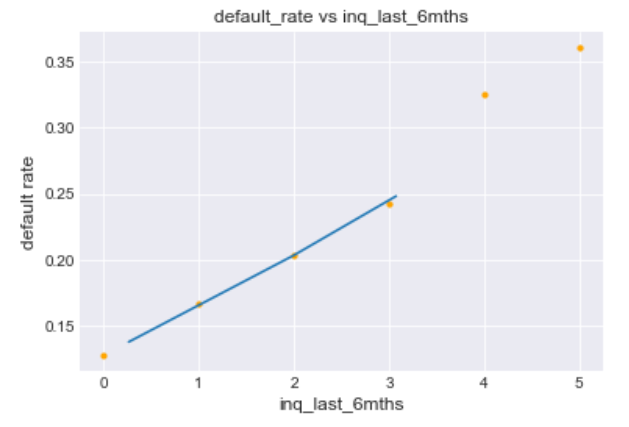 default_rate vs inq_last_6mths
0.35
0.30
0.25
0.20
0.15
default rate
0 1 2 3 4 5
inq_last_6mths